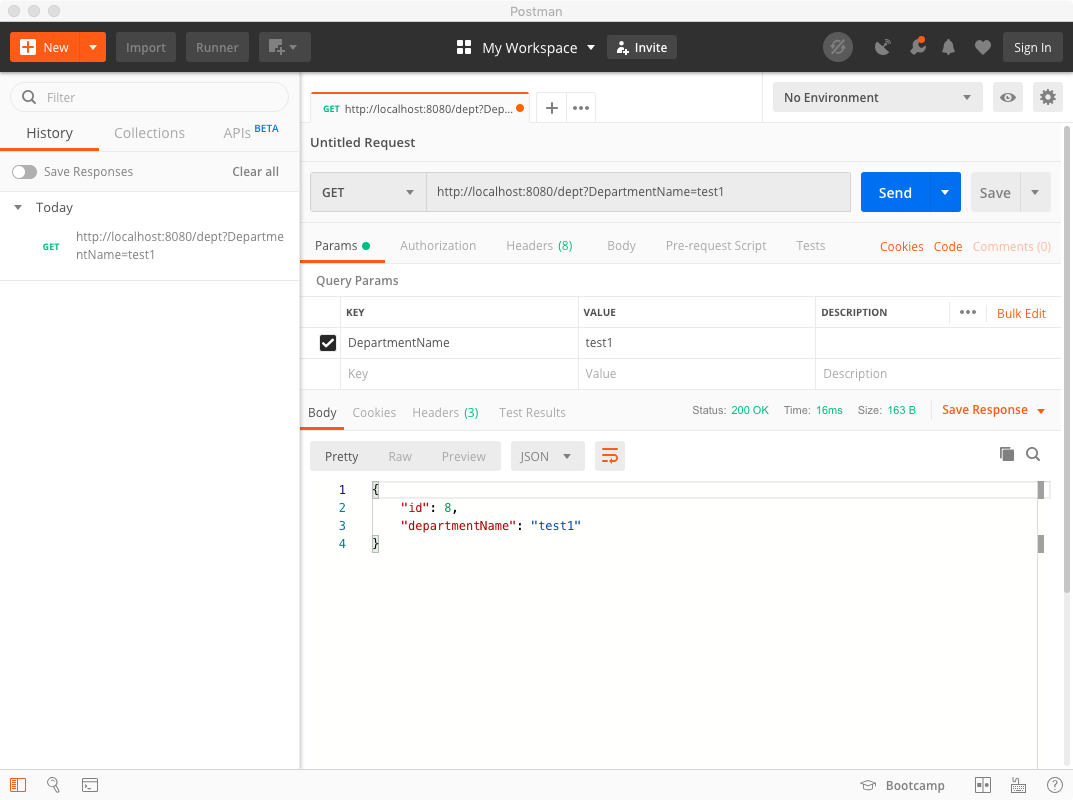 Postman
New
Import
Runner
My Workspace
Invite
Sign In
Filter
History
Collections
APIs BETA
Save Responses
Clear all
Today
GET
http://localhost:8080/dept?Departme
ntName=test1
GET http://localhost:8080/dept?Dep...
No Environment
Untitled Request
GET
http://localhost:8080/dept?DepartmentName=test1
Send
Save
Params
Authorization
Headers (8)
Body
Pre-request Script
Tests
Cookies
Code
Comments (0)
Query Params
KEY
VALUE
DESCRIPTION
Bulk Edit
DepartmentName
test1
Key
Value
Description
Body
Cookies
Headers (3)
Test Results
Status: 200 OK
Time: 16ms
Size: 163 B
Save Response
Pretty
Raw
Preview
JSON
1 {
2 "id": 8,
3 "departmentName": "test1"
4 }
Bootcamp